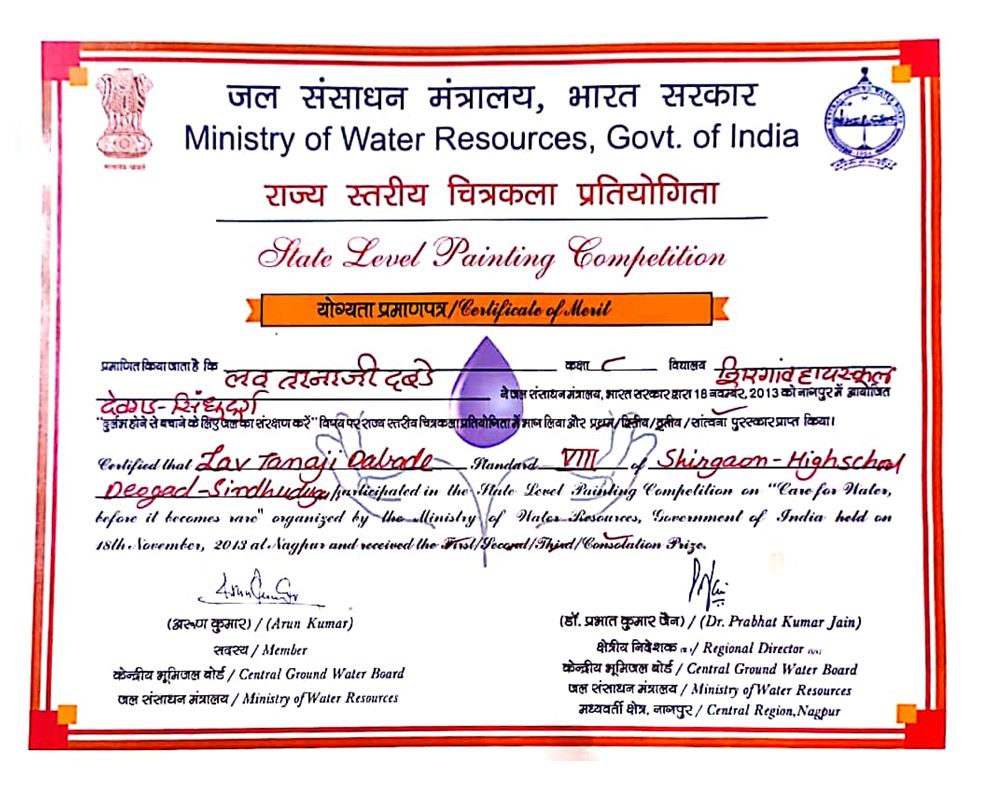 जल संसाधन मंत्रालय, भारत सरकार
Ministry of Water Resources, Govt. of India
राज्य स्तरीय चित्रकला प्रतियोगिता
State Level Painting Competition
योग्यता प्रमाणपत्र/Certificate of Merit
प्रमाणित किया जाता है कि लव तानाजी दबडे कक्षा ८ विद्यालय शिरगांव हायस्कूल
देवगड-सिंधुदुर्ग ने जल संसाधन मंत्रालय, भारत सरकार द्वारा 18 नवम्बर, 2013 को नागपुर में आयोजित
"दुर्लभ होने से बचाने के लिए जल का संरक्षण करें" विषय पर राज्य स्तरीय चित्रकला प्रतियोगिता में भाग लिया और प्रथम/द्वितीय/तृतीय/सांत्वना पुरस्कार प्राप्त किया।
Certified that Lav Tanaji Dabade Standard VIII of Shirgaon-Highschool
Deogad-Sindhudurg participated in the State Level Painting Competition on "Care for Water,
before it becomes rare" organized by the Ministry of Water Resources, Government of India held on
18th November, 2013 at Nagpur and received the First/Second/Third/Consolation Prize.
(अरूण कुमार) / (Arun Kumar)
सदस्य / Member
केन्द्रीय भूमिजल बोर्ड / Central Ground Water Board
जल संसाधन मंत्रालय / Ministry of Water Resources
(डॉ. प्रभात कुमार जैन) / (Dr. Prabhat Kumar Jain)
क्षेत्रीय निदेशक / Regional Director
केन्द्रीय भूमिजल बोर्ड / Central Ground Water Board
जल संसाधन मंत्रालय / Ministry of Water Resources
मध्यवर्ती क्षेत्र, नागपुर / Central Region, Nagpur